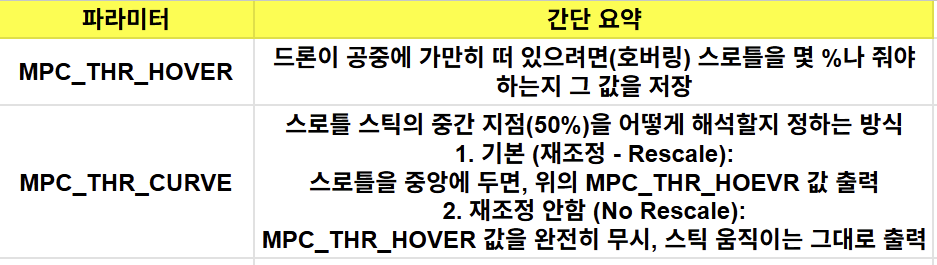 파라미터
간단 요약
MPC_THR_HOVER
드론이 공중에 가만히 떠 있으려면(호버링) 스로틀을 몇 %나 줘야
하는지 그 값을 저장
MPC_THR_CURVE
스로틀 스틱의 중간 지점(50%)을 어떻게 해석할지 정하는 방식
1. 기본 (재조정 - Rescale):
스로틀을 중앙에 두면, 위의 MPC_THR_HOEVR 값 출력
2. 재조정 안함 (No Rescale):
MPC_THR_HOVER 값을 완전히 무시, 스틱 움직이는 그대로 출력